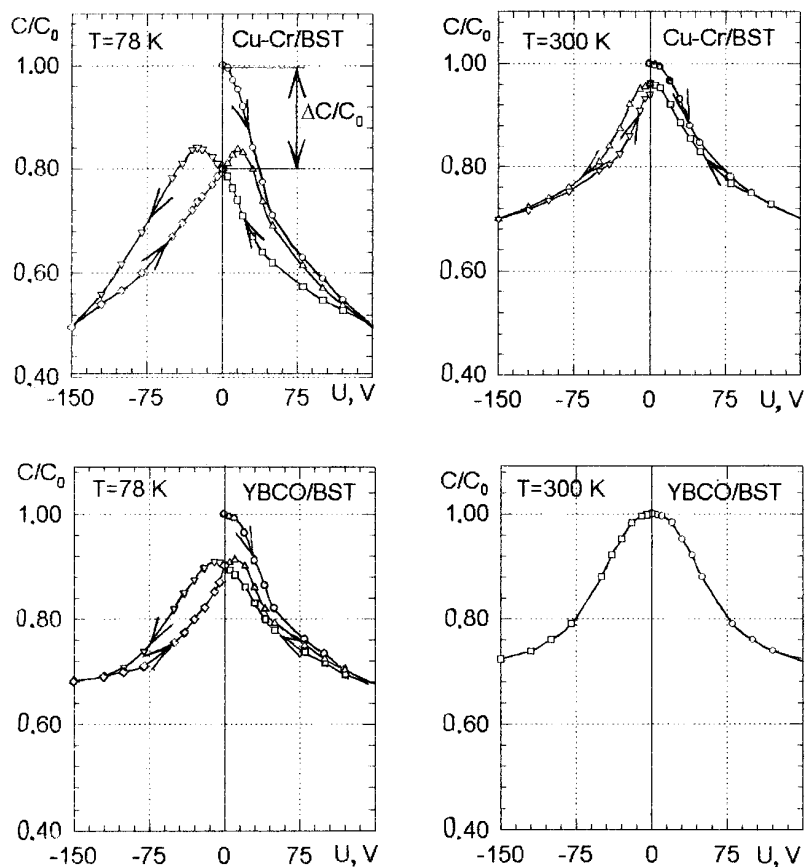 C/C₀
T=78 K
Cu-Cr/BST
1.00
ΔC/C₀
0.80
0.60
0.40
-150
-75
0
75
U, V
C/C₀
T=300 K
Cu-Cr/BST
1.00
0.80
0.60
0.40
-150
-75
0
75
U, V
C/C₀
T=78 K
YBCO/BST
1.00
0.80
0.60
0.40
-150
-75
0
75
U, V
C/C₀
T=300 K
YBCO/BST
1.00
0.80
0.60
0.40
-150
-75
0
75
U, V